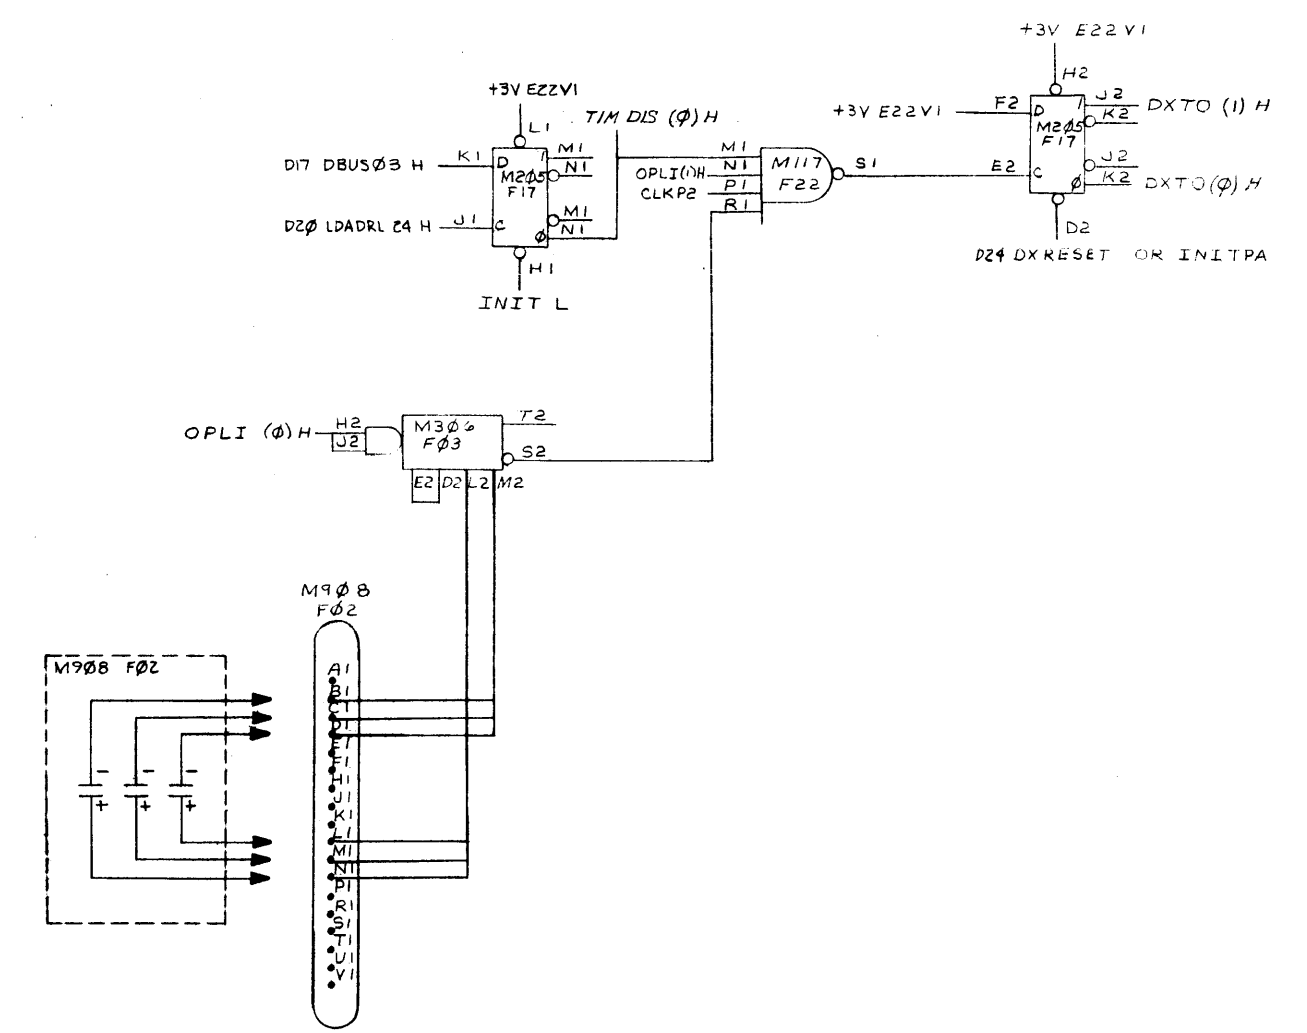 +3V E22V1
H2
+3V E22V1
F2
D
1
J2
DXTO (1) H
K2
M2Ø5
F17
J2
E2
C
Ø
K2
DXTO(Ø) H
D2
D24 DXRESET OR INITPA
+3V E22V1
L1
TIM DIS (Ø) H
D17 DBUSØ3 H
K1
D
1
M1
N1
M2Ø5
F17
M1
D2Ø LDADRL 24 H
J1
C
N1
Ø
H1
INIT L
M1
N1
OPLI(1)H
P1
CLKP2
R1
M117
F22
S1
OPLI (Ø) H
H2
J2
M3Ø6
FØ3
T2
S2
E2 D2 L2 M2
M9Ø8
FØ2
M9Ø8 FØ2
- - -
+ + +
A1
B1
C1
D1
E1
F1
H1
J1
K1
L1
M1
N1
P1
R1
S1
T1
U1
V1